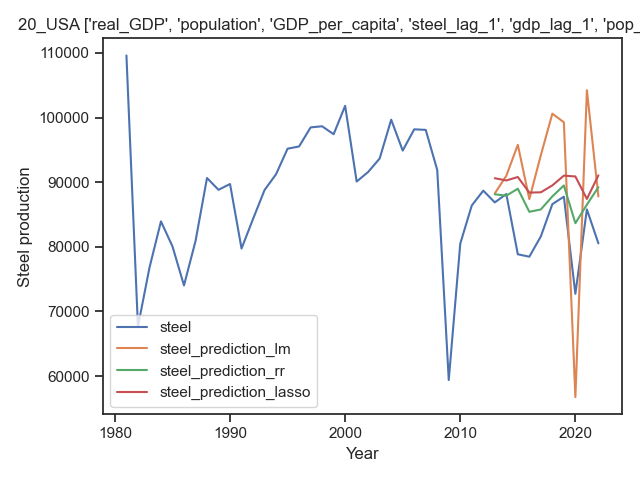 20_USA ['real_GDP', 'population', 'GDP_per_capita', 'steel_lag_1', 'gdp_lag_1', 'pop_
110000
100000
90000
80000
70000
60000
Steel production
steel
steel_prediction_lm
steel_prediction_rr
steel_prediction_lasso
1980
1990
2000
2010
2020
Year